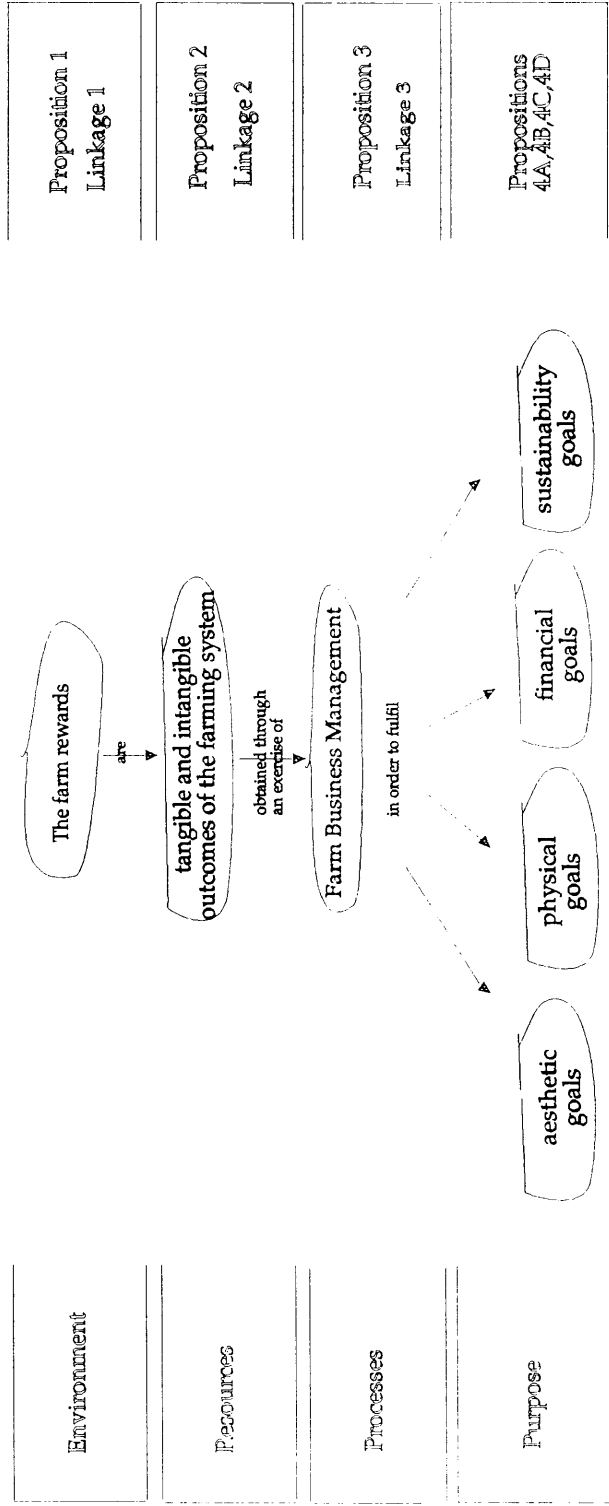 Environment
The farm rewards
Proposition 1
Linkage 1
are
Resources
tangible and intangible
outcomes of the farming system
Proposition 2
Linkage 2
obtained through
an exercise of
Processes
Farm Business Management
Proposition 3
Linkage 3
in order to fulfil
Purpose
aesthetic
goals
physical
goals
financial
goals
sustainability
goals
Propositions
4A,4B,4C,4D